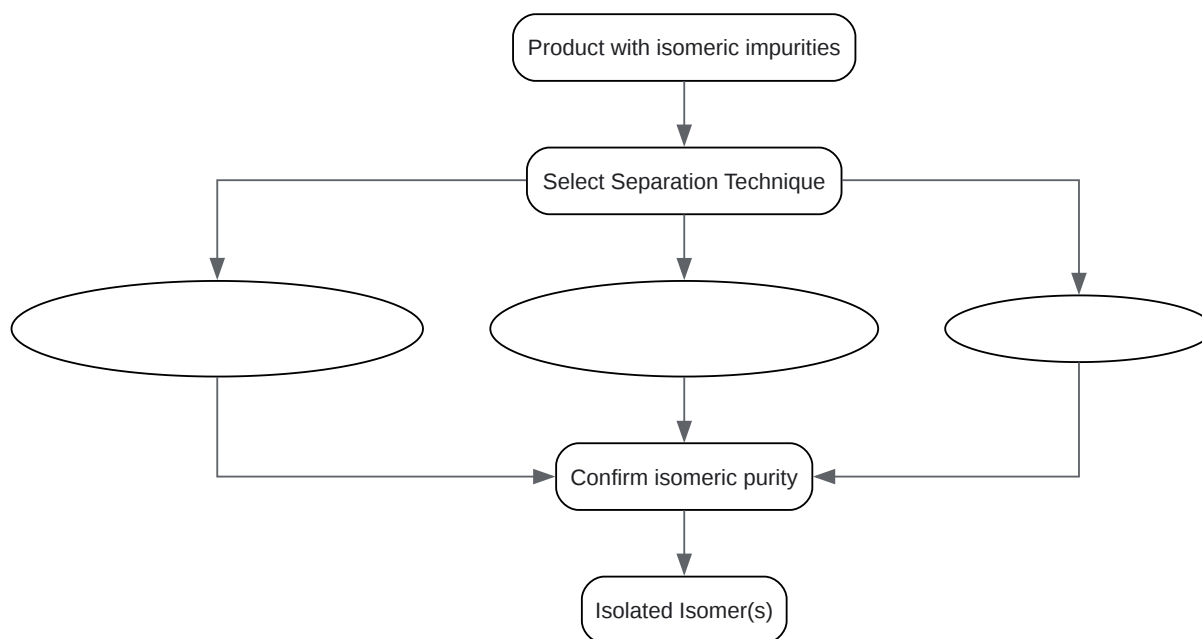 Product with isomeric impurities
Select Separation Technique
Confirm isomeric purity
Isolated Isomer(s)